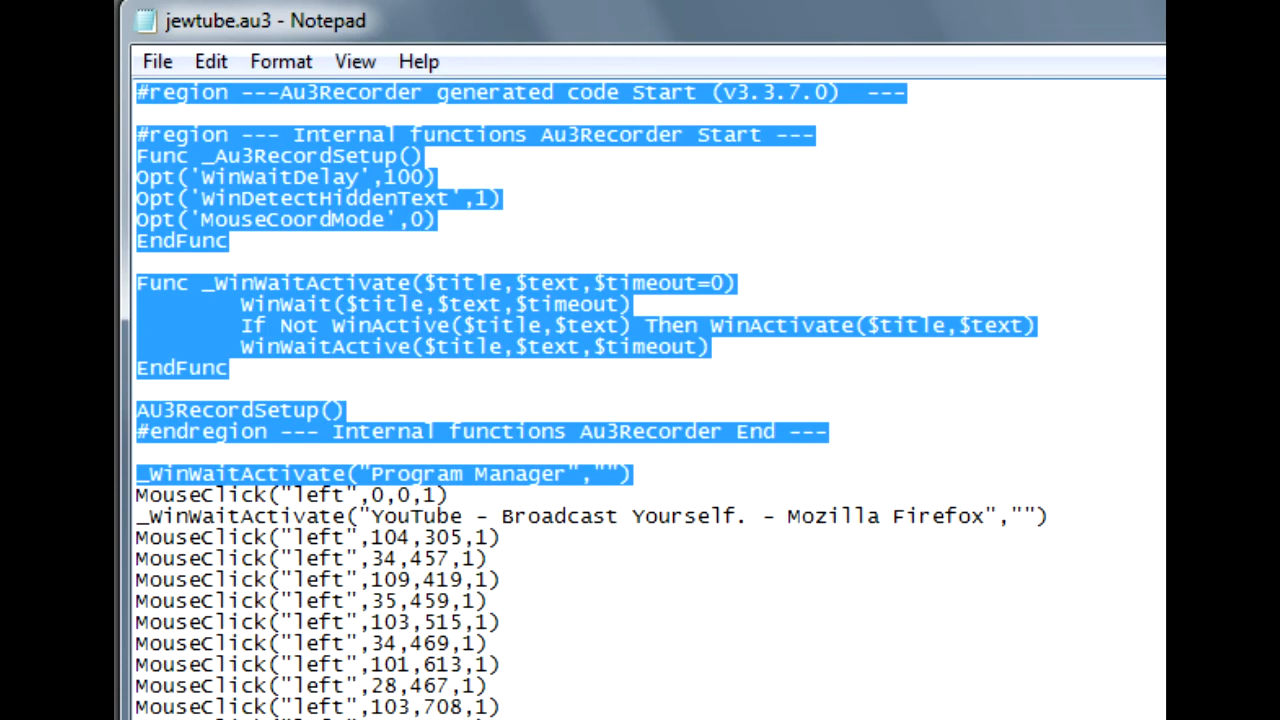 jewtube.au3 - Notepad
File Edit Format View Help
#region ---Au3Recorder generated code Start (v3.3.7.0)  ---
#region --- Internal functions Au3Recorder Start ---
Func _Au3RecordSetup()
Opt('WinWaitDelay',100)
Opt('WinDetectHiddenText',1)
Opt('MouseCoordMode',0)
EndFunc
Func _WinWaitActivate($title,$text,$timeout=0)
WinWait($title,$text,$timeout)
If Not WinActive($title,$text) Then WinActivate($title,$text)
WinWaitActive($title,$text,$timeout)
EndFunc
AU3RecordSetup()
#endregion --- Internal functions Au3Recorder End ---
_WinWaitActivate("Program Manager","")
MouseClick("left",0,0,1)
_WinWaitActivate("YouTube - Broadcast Yourself. - Mozilla Firefox","")
MouseClick("left",104,305,1)
MouseClick("left",34,457,1)
MouseClick("left",109,419,1)
MouseClick("left",35,459,1)
MouseClick("left",103,515,1)
MouseClick("left",34,469,1)
MouseClick("left",101,613,1)
MouseClick("left",28,467,1)
MouseClick("left",103,708,1)